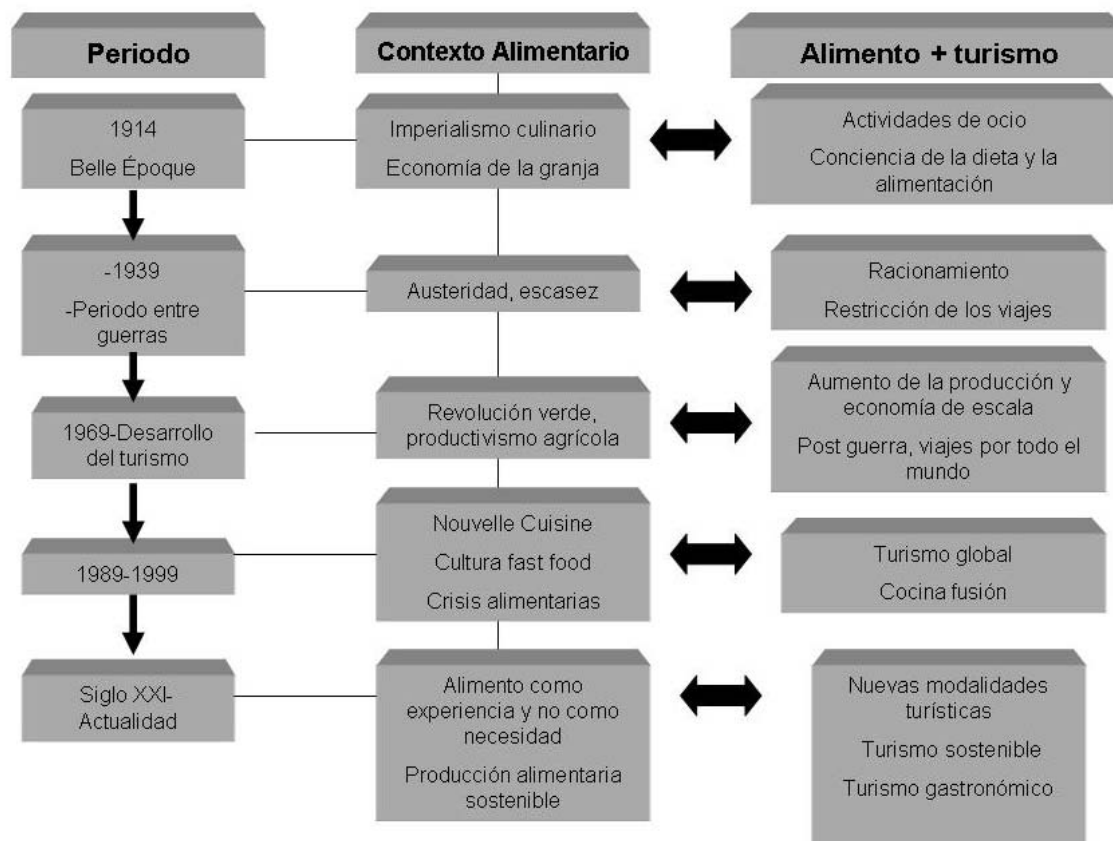 Periodo
Contexto Alimentario
Alimento + turismo
1914
Belle Époque
Imperialismo culinario
Economía de la granja
Actividades de ocio
Conciencia de la dieta y la
alimentación
-1939
-Periodo entre
guerras
Austeridad, escasez
Racionamiento
Restricción de los viajes
1969-Desarrollo
del turismo
Revolución verde,
productivismo agrícola
Aumento de la producción y
economía de escala
Post guerra, viajes por todo el
mundo
1989-1999
Nouvelle Cuisine
Cultura fast food
Crisis alimentarias
Turismo global
Cocina fusión
Siglo XXI-
Actualidad
Alimento como
experiencia y no como
necesidad
Producción alimentaria
sostenible
Nuevas modalidades
turísticas
Turismo sostenible
Turismo gastronómico